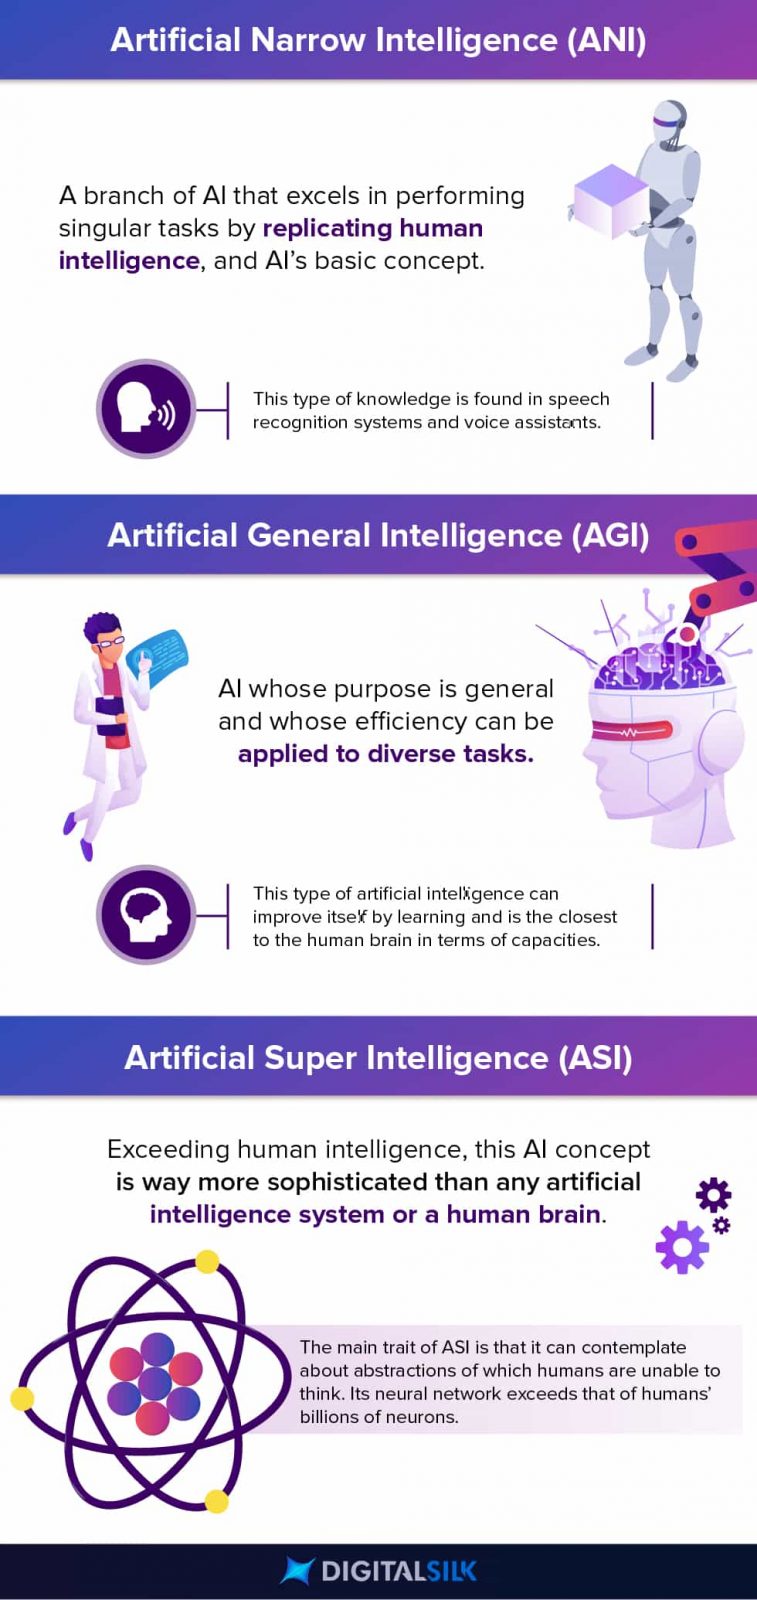 Artificial Narrow Intelligence (ANI)
A branch of AI that excels in performing
singular tasks by replicating human
intelligence, and AI's basic concept.
This type of knowledge is found in speech
recognition systems and voice assistants.
Artificial General Intelligence (AGI)
AI whose purpose is general
and whose efficiency can be
applied to diverse tasks.
This type of artificial intelligence can
improve itself by learning and is the closest
to the human brain in terms of capacities.
Artificial Super Intelligence (ASI)
Exceeding human intelligence, this AI concept
is way more sophisticated than any artificial
intelligence system or a human brain.
The main trait of ASI is that it can contemplate
about abstractions of which humans are unable to
think. Its neural network exceeds that of humans'
billions of neurons.
DIGITALSILK